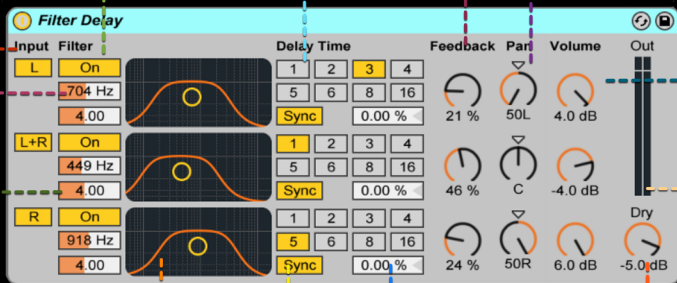 Filter Delay
Input Filter Delay Time Feedback Pan Volume Out
L On 1 2 3 4
704 Hz 5 6 8 16
4.00 Sync 0.00 % 21 % 50L 4.0 dB
L+R On 1 2 3 4
449 Hz 5 6 8 16
4.00 Sync 0.00 % 46 % C -4.0 dB
R On 1 2 3 4 Dry
918 Hz 5 6 8 16
4.00 Sync 0.00 % 24 % 50R 6.0 dB -5.0 dB